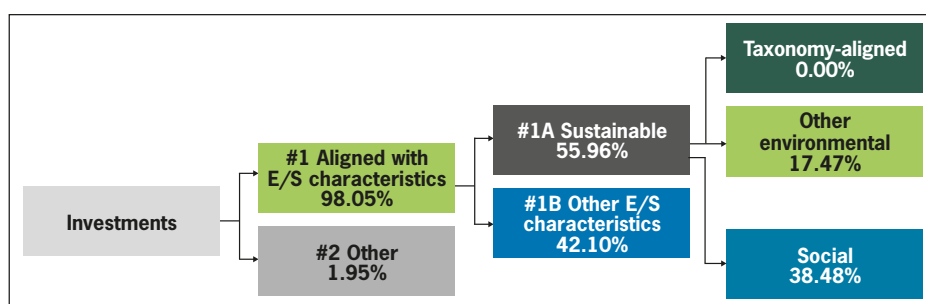 Investments
#1 Aligned with
E/S characteristics
98.05%
#2 Other
1.95%
#1A Sustainable
55.96%
#1B Other E/S
characteristics
42.10%
Taxonomy-aligned
0.00%
Other
environmental
17.47%
Social
38.48%